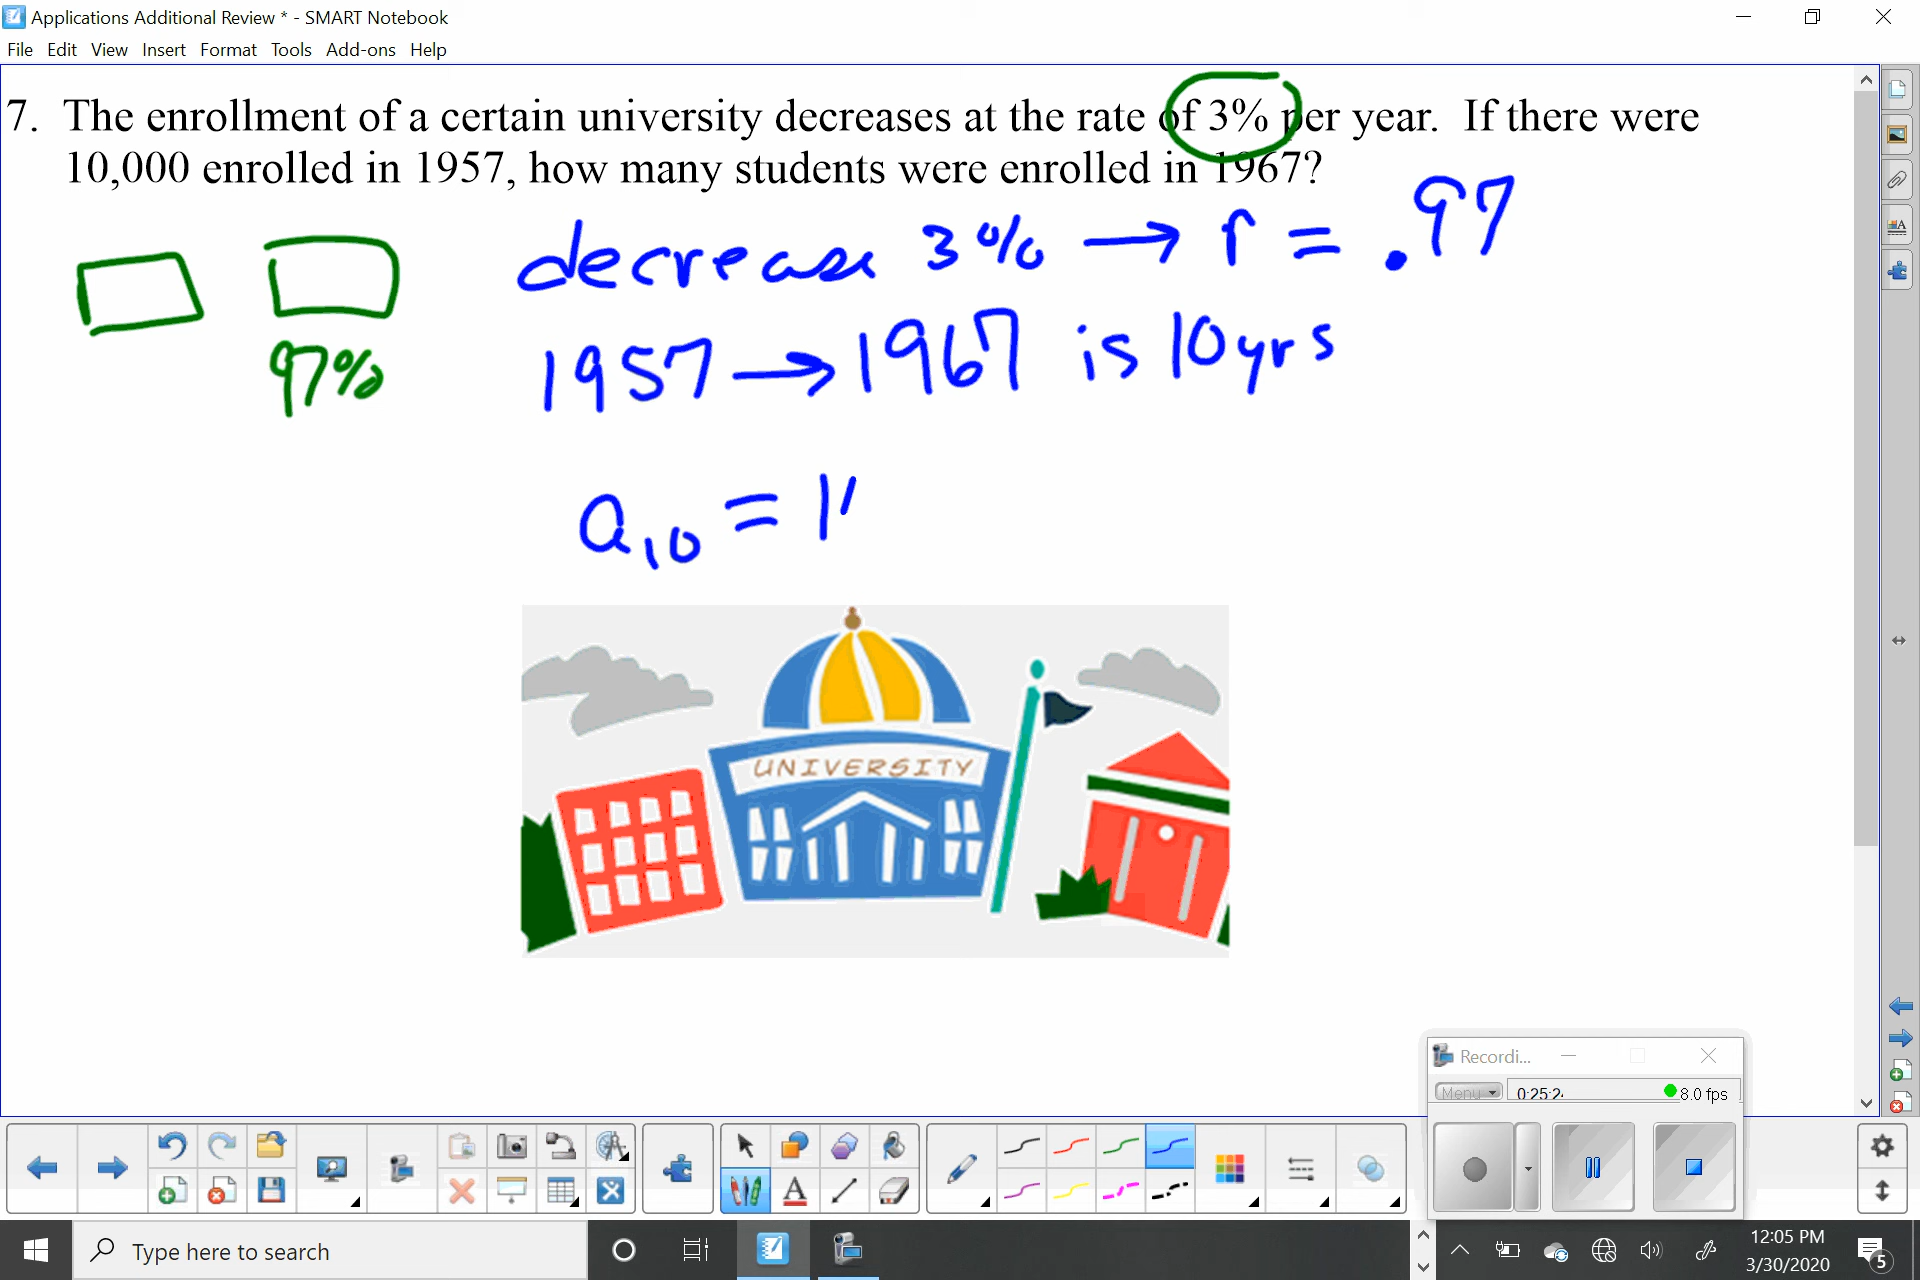 Applications Additional Review * - SMART Notebook
File Edit View Insert Format Tools Add-ons Help
7. The enrollment of a certain university decreases at the rate of 3% per year. If there were
10,000 enrolled in 1957, how many students were enrolled in 1967?
decrease 3% → r = .97
97%
1957 → 1967 is 10yrs
a10 =
UNIVERSITY
Recordi...
Menu
8.0 fps
A
Type here to search
12:05 PM
3/30/2020
5